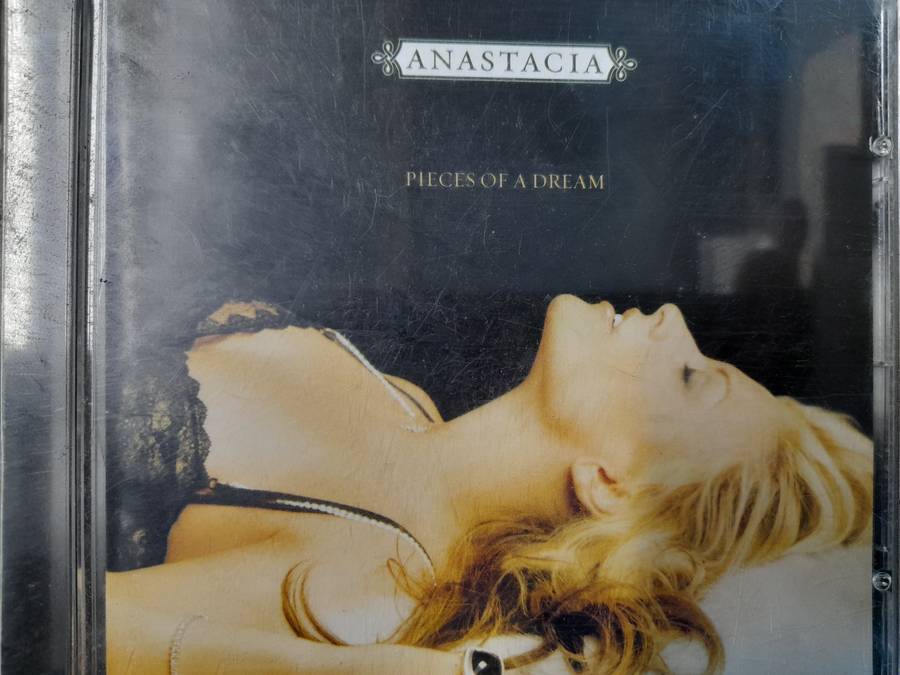 ANASTACIA
PIECES OF A DREAM